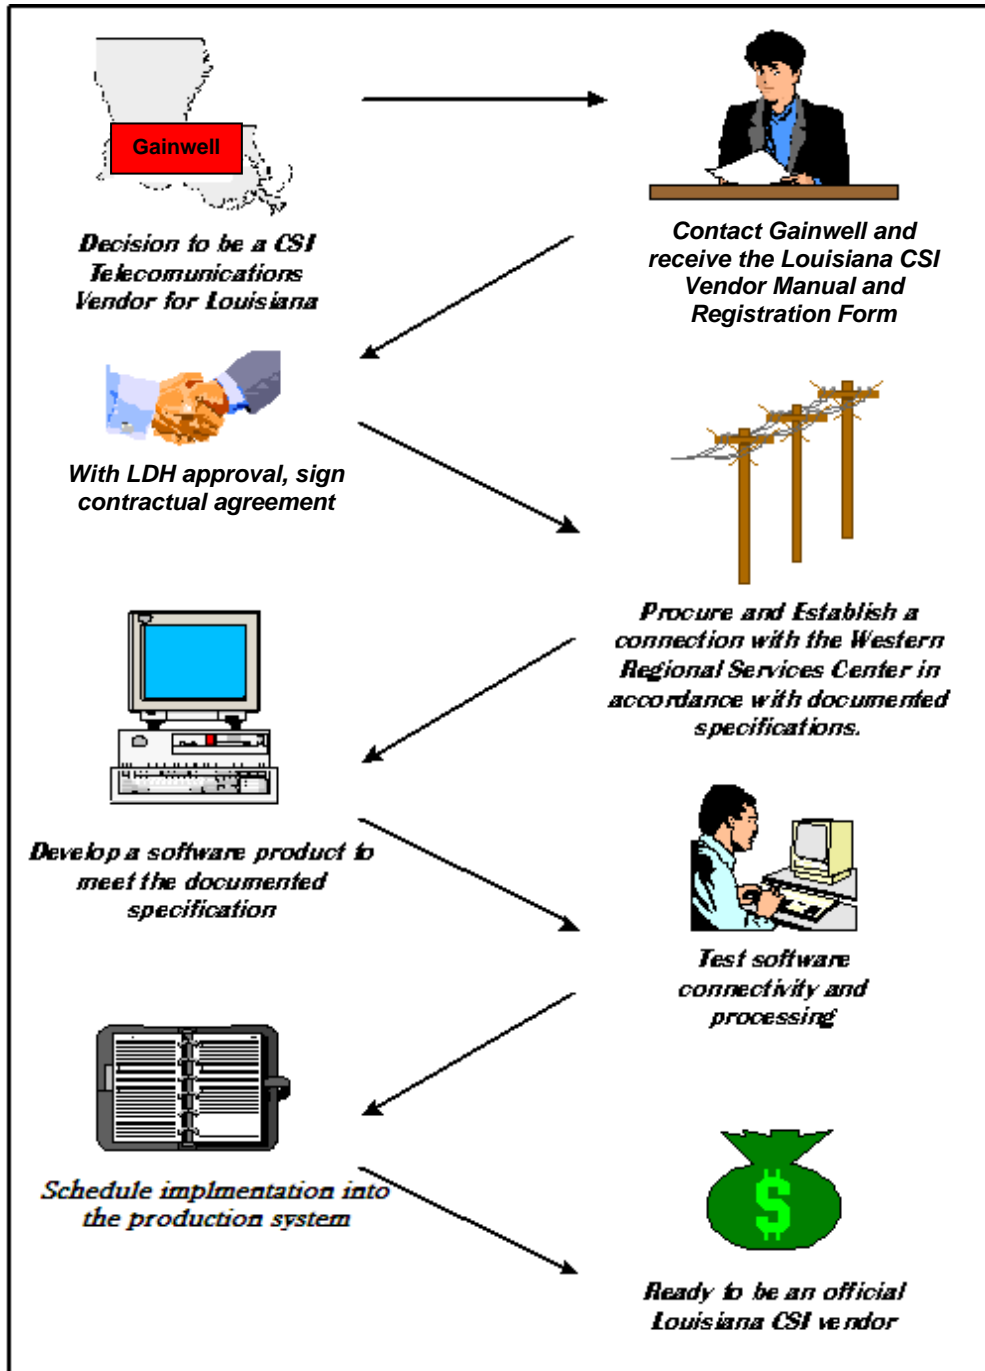 Gainwell
Decision to be a CSI
Telecomunications
Vendor for Louisiana
Contact Gainwell and
receive the Louisiana CSI
Vendor Manual and
Registration Form
With LDH approval, sign
contractual agreement
Procure and Establish a
connection with the Western
Regional Services Center in
accordance with documented
specifications.
Develop a software product to
meet the documented
specification
Test software
connectivity and
processing
Schedule implmentation into
the production system
$
Ready to be an official
Louisiana CSI vendor